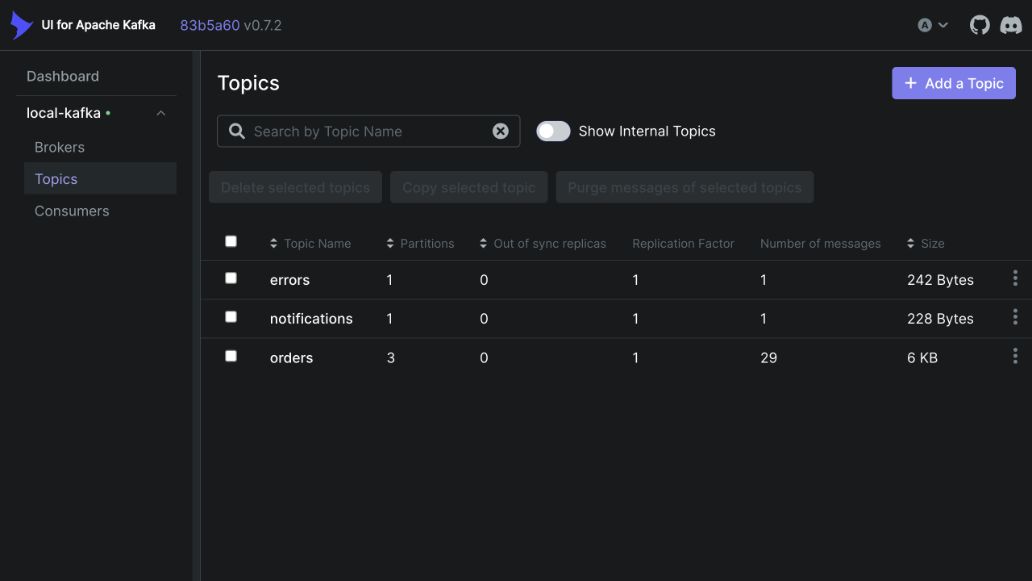 UI for Apache Kafka 83b5a60 v0.7.2 A
Dashboard
local-kafka
Brokers
Topics
Consumers
Topics
Add a Topic
Search by Topic Name
Show Internal Topics
Delete selected topics Copy selected topic Purge messages of selected topics
Topic Name Partitions Out of sync replicas Replication Factor Number of messages Size
errors 1 0 1 1 242 Bytes
notifications 1 0 1 1 228 Bytes
orders 3 0 1 29 6 KB